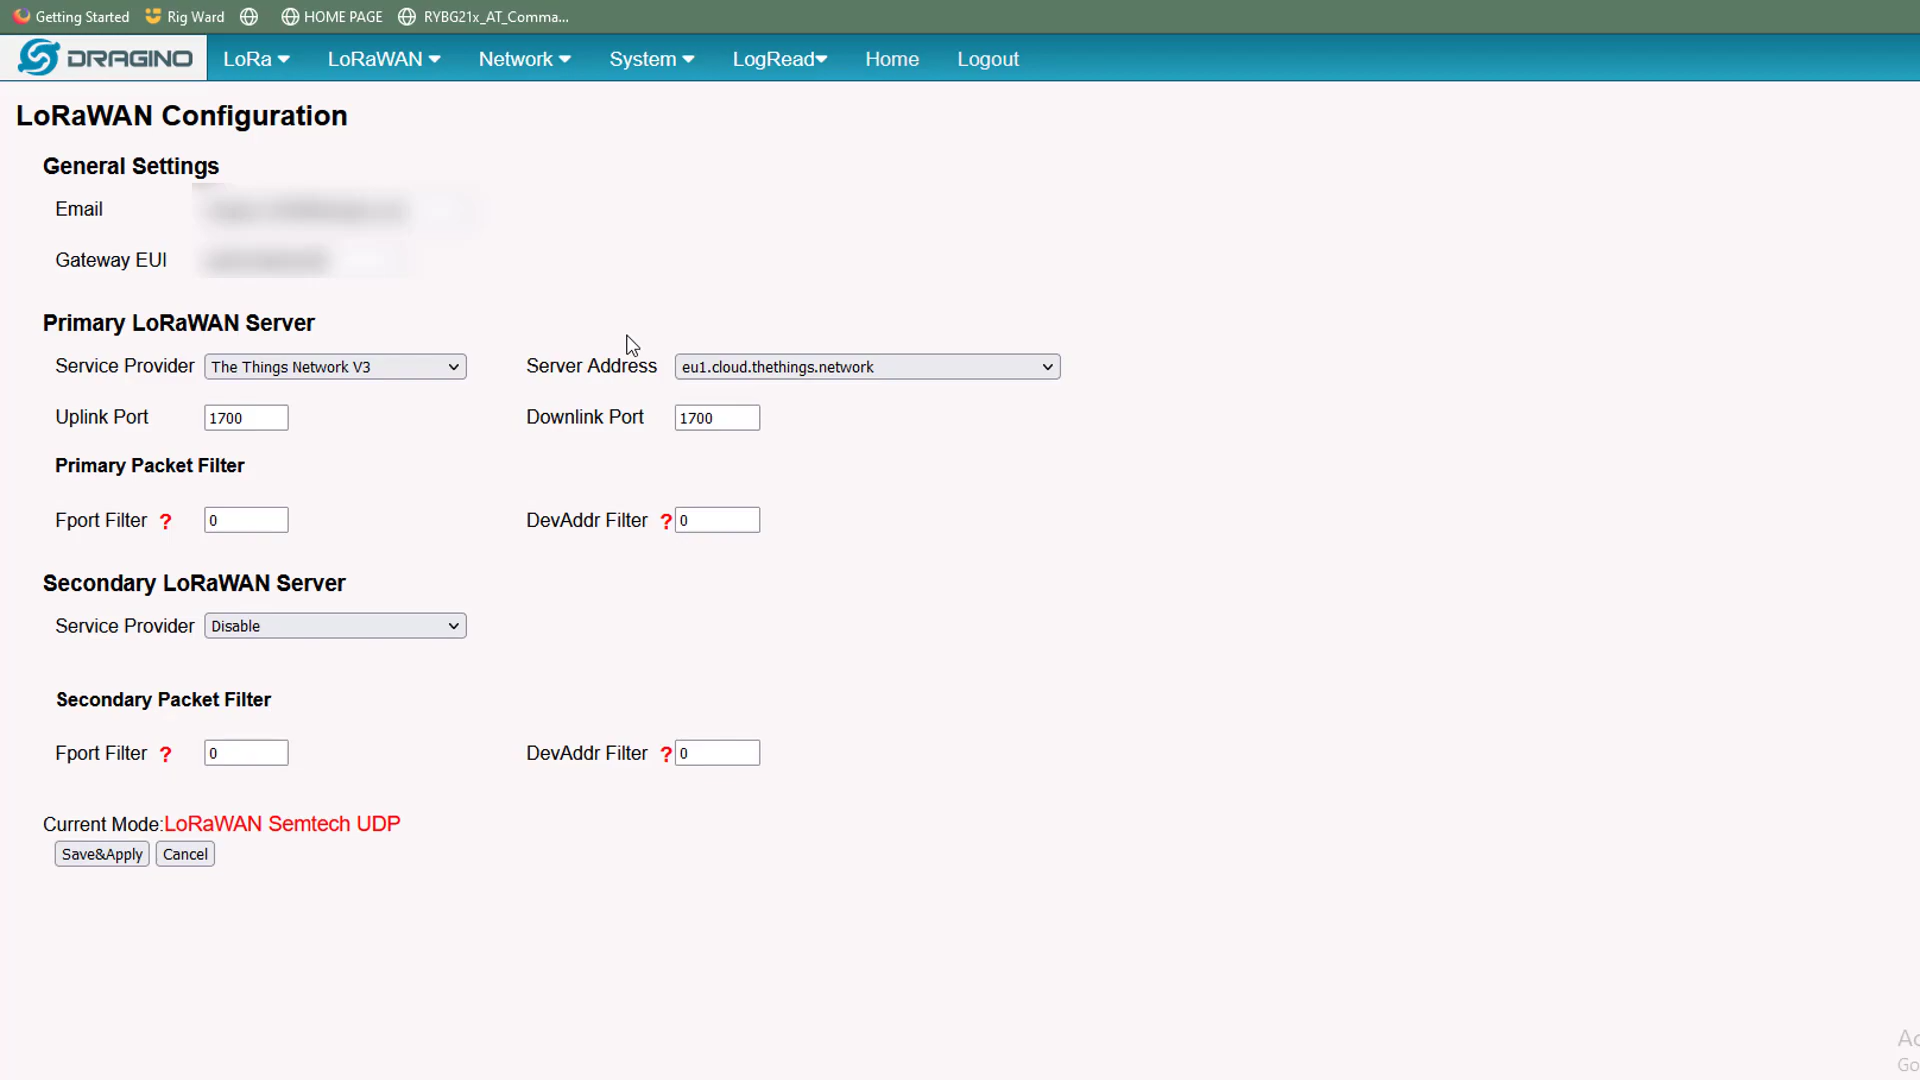 Getting Started Rig Ward HOME PAGE RYBG21x_AT_Comma...
DRAGINO LoRa LoRaWAN Network System LogRead Home Logout
LoRaWAN Configuration
General Settings
Email
Gateway EUI
Primary LoRaWAN Server
Service Provider The Things Network V3 Server Address eu1.cloud.thethings.network
Uplink Port 1700 Downlink Port 1700
Primary Packet Filter
Fport Filter ? 0 DevAddr Filter ? 0
Secondary LoRaWAN Server
Service Provider Disable
Secondary Packet Filter
Fport Filter ? 0 DevAddr Filter ? 0
Current Mode:LoRaWAN Semtech UDP
Save&Apply Cancel